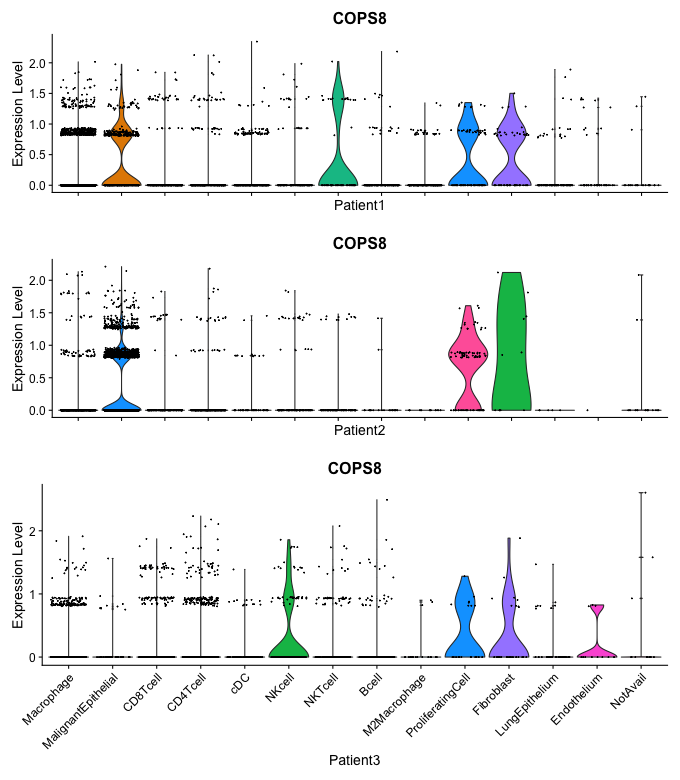 COPS8
Expression Level
2.0
1.5
1.0
0.5
0.0
Patient1
COPS8
Expression Level
2.0
1.5
1.0
0.5
0.0
Patient2
COPS8
Expression Level
2
1
0
Macrophage
MalignantEpithelial
CD8Tcell
CD4Tcell
cDC
NKcell
NKTcell
Bcell
M2Macrophage
ProliferatingCell
Fibroblast
LungEpithelium
Endothelium
NotAvail
Patient3